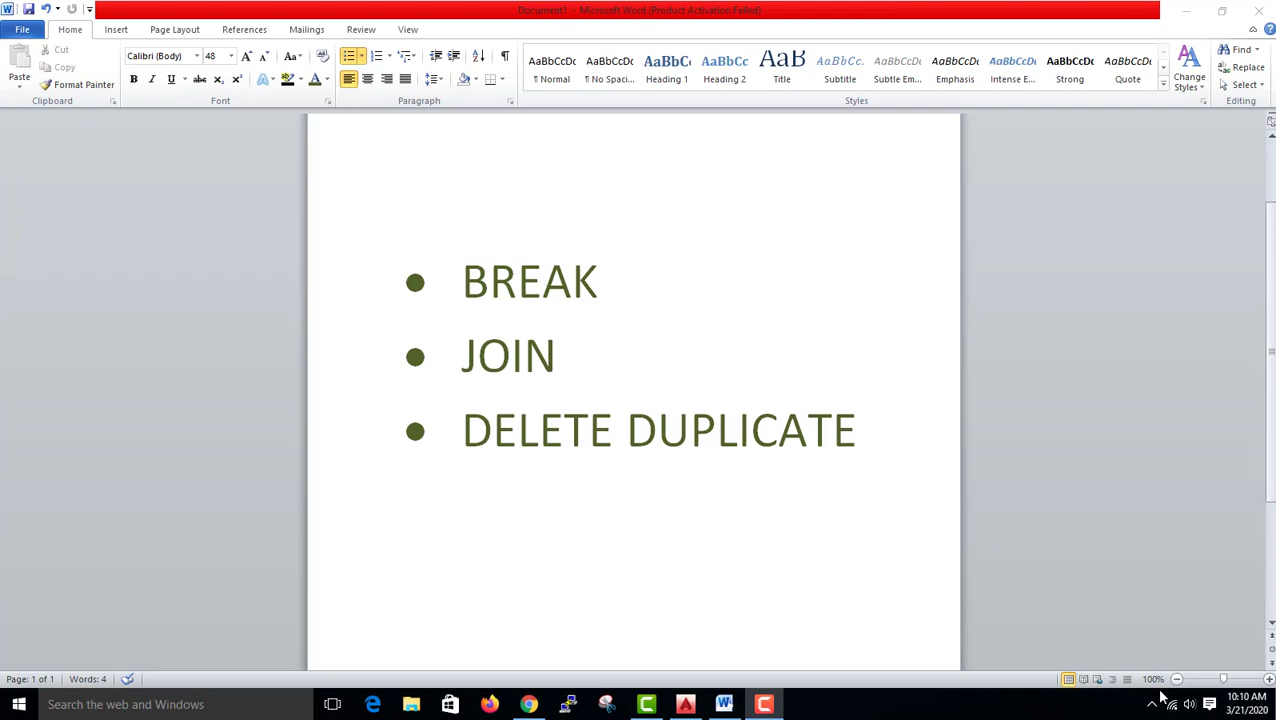 Document1 - Microsoft Word (Product Activation Failed)
File Home Insert Page Layout References Mailings Review View
Paste
Cut
Copy
Format Painter
Clipboard
Calibri (Body) 48
Font
Paragraph
AaBbCcDc AaBbCcDc AaBbCc AaBbCc AaB AaBbCc. AaBbCcDc AaBbCcDc AaBbCcDc AaBbCcDc AaBbCcDc
¶ Normal ¶ No Spaci... Heading 1 Heading 2 Title Subtitle Subtle Em... Emphasis Intense E... Strong Quote
Styles
Change Styles
Find
Replace
Select
Editing
● BREAK
● JOIN
● DELETE DUPLICATE
Page: 1 of 1 Words: 4 100%
Search the web and Windows
10:10 AM
3/21/2020